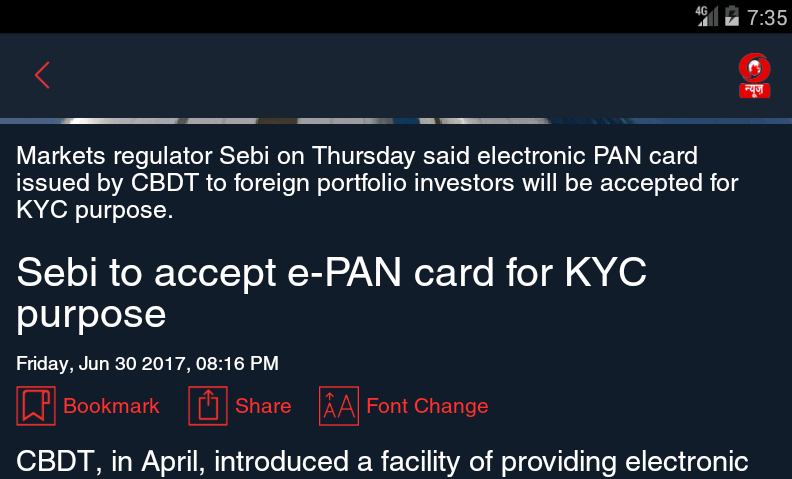 4G 7:35
न्यूज़
Markets regulator Sebi on Thursday said electronic PAN card
issued by CBDT to foreign portfolio investors will be accepted for
KYC purpose.
Sebi to accept e-PAN card for KYC
purpose
Friday, Jun 30 2017, 08:16 PM
Bookmark Share Font Change
CBDT, in April, introduced a facility of providing electronic